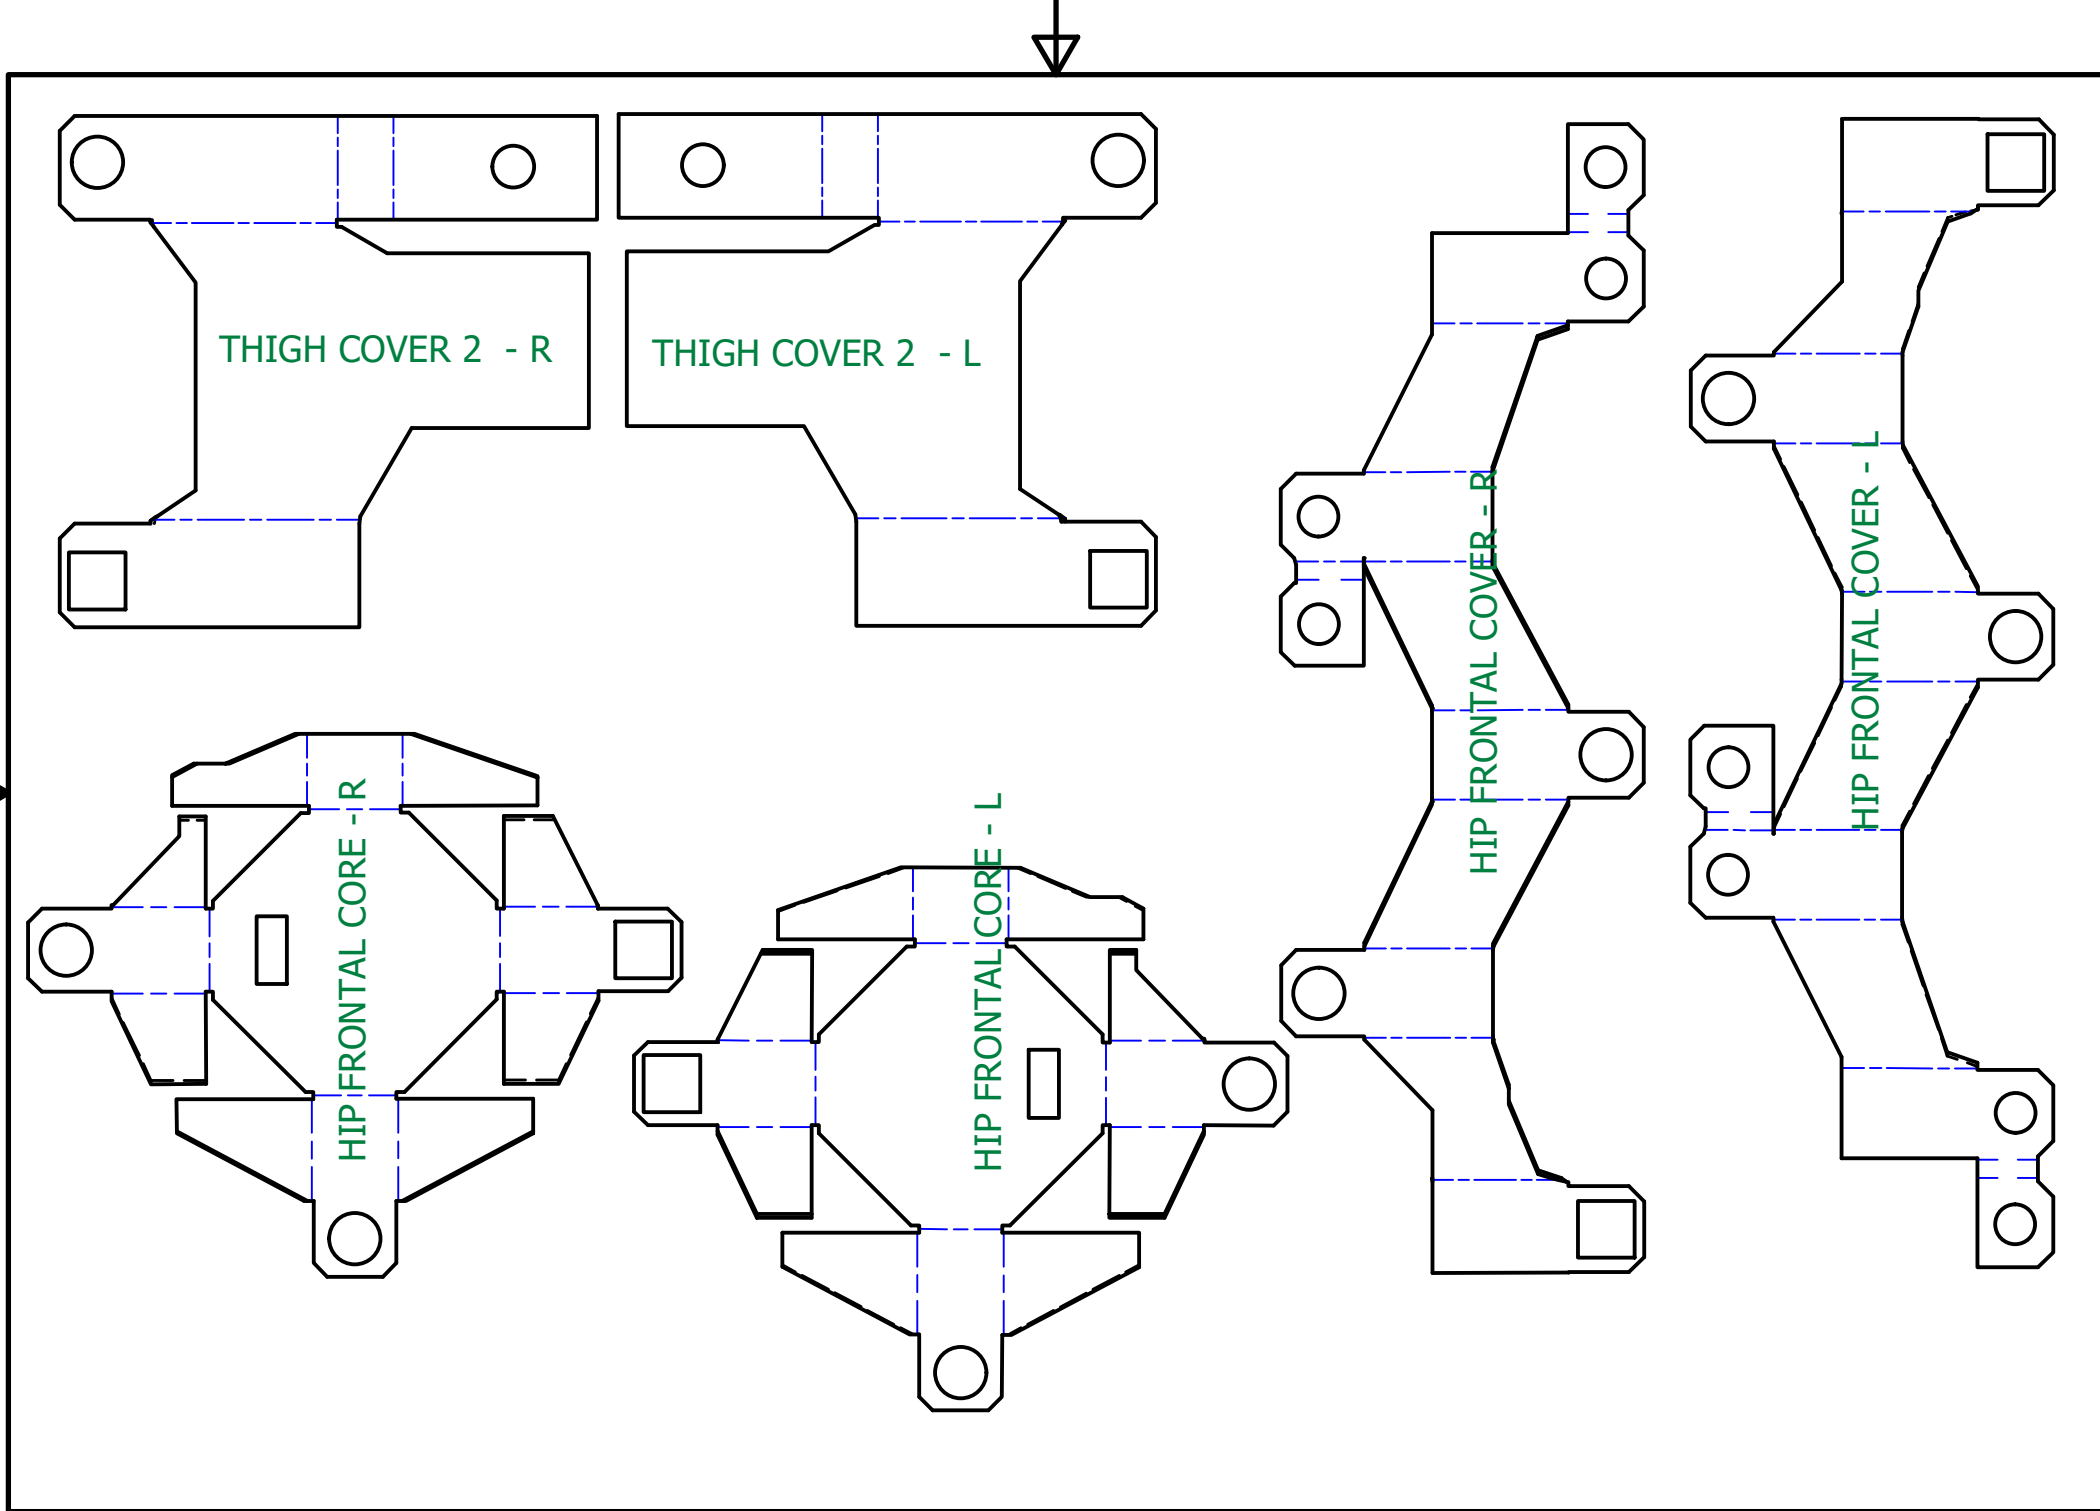 THIGH COVER 2  - R
THIGH COVER 2  - L
HIP FRONTAL COVER - R
HIP FRONTAL COVER - L
HIP FRONTAL CORE - R
HIP FRONTAL CORE - L